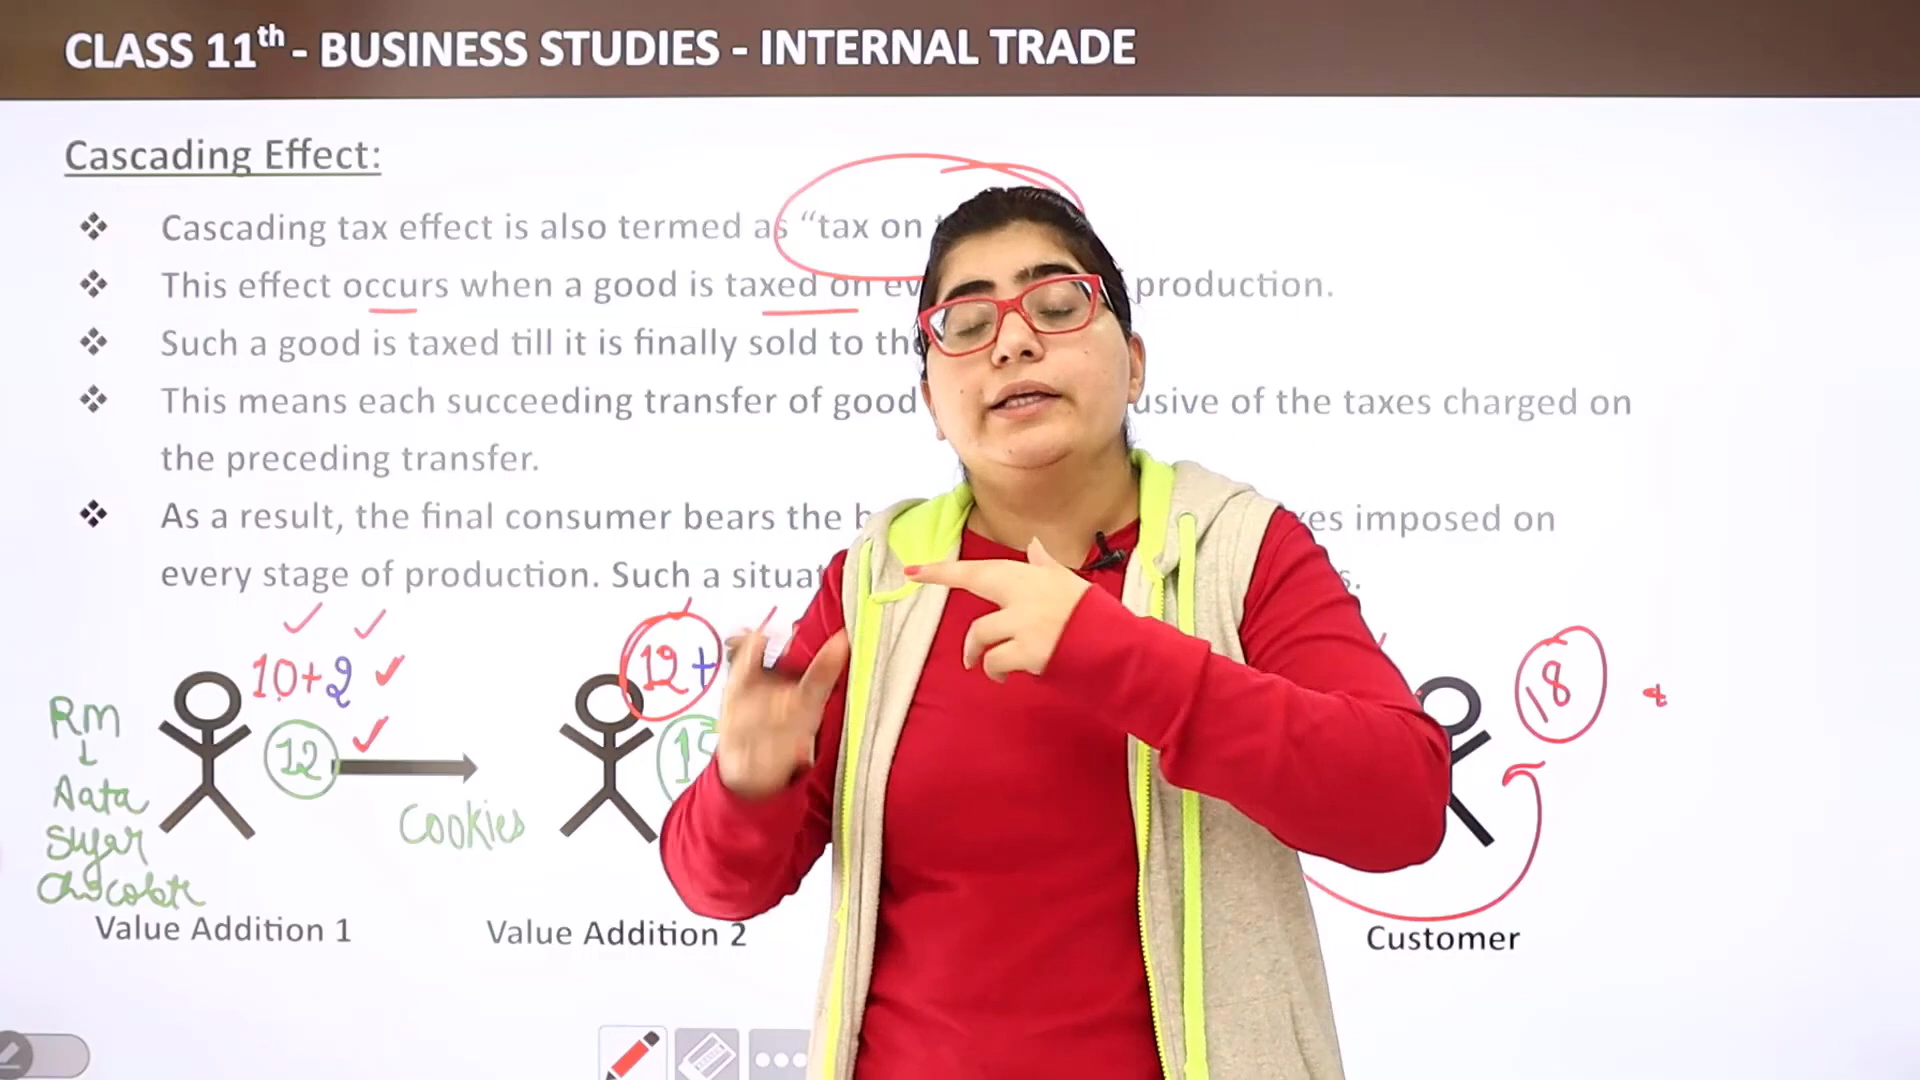 CLASS 11th - BUSINESS STUDIES - INTERNAL TRADE
Cascading Effect:
❖ Cascading tax effect is also termed as “tax on
❖ This effect occurs when a good is taxed on production.
❖ Such a good is taxed till it is finally sold to
❖ This means each succeeding transfer of good of the taxes charged on
the preceding transfer.
❖ As a result, the final consumer bears the imposed on
every stage of production. Such a
10+2
12+
18
RM
12
Aata
Cookies
Sugar
Chocolate
Value Addition 1
Value Addition 2
Customer